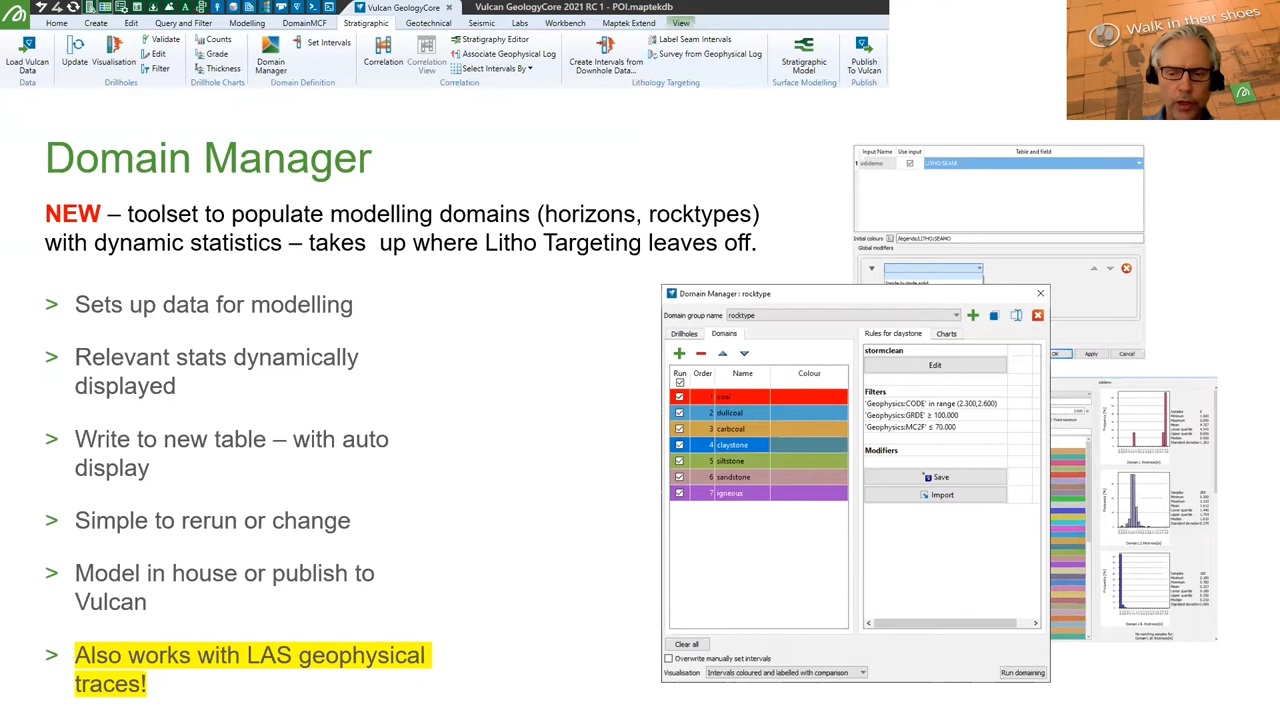 Vulcan GeologyCore
Vulcan GeologyCore 2021 RC 1 - POI.maptekdb
Home Create Edit Query and Filter Modelling DomainMCF Stratigraphic Geotechnical Seismic Labs Workbench Maptek Extend View
Load Vulcan Data
Update
Visualisation
Validate
Edit
Filter
Counts
Grade
Thickness
Domain Manager
Set Intervals
Correlation
Correlation View
Stratigraphy Editor
Associate Geophysical Log
Select Intervals By
Create Intervals from Downhole Data...
Label Seam Intervals
Survey from Geophysical Log
Stratigraphic Model
Publish To Vulcan
Data Drillholes Drillhole Charts Domain Definition Correlation Lithology Targeting Surface Modelling Publish
Walk in their shoes
Domain Manager
NEW – toolset to populate modelling domains (horizons, rocktypes)
with dynamic statistics – takes up where Litho Targeting leaves off.
> Sets up data for modelling
> Relevant stats dynamically
displayed
> Write to new table – with auto
display
> Simple to rerun or change
> Model in house or publish to
Vulcan
> Also works with LAS geophysical
traces!
Input Name Use input Table and field
1 LITHO:SEAM
Initial colours
Global modifiers
OK Apply Cancel
Domain Manager : rocktype
Domain group name rocktype
Drillholes Domains
Run Order Name Colour
1 coal
2 dullcoal
3 carbcoal
4 claystone
5 siltstone
6 sandstone
7 igneous
Clear all
Overwrite manually set intervals
Visualisation Intervals coloured and labelled with comparison
Rules for claystone Charts
stormclean
Edit
Filters
'Geophysics:CODE' in range (2.300,2.600)
'Geophysics:GRDE' ≥ 100.000
'Geophysics:MC2F' ≤ 70.000
Modifiers
Save
Import
Run domaining